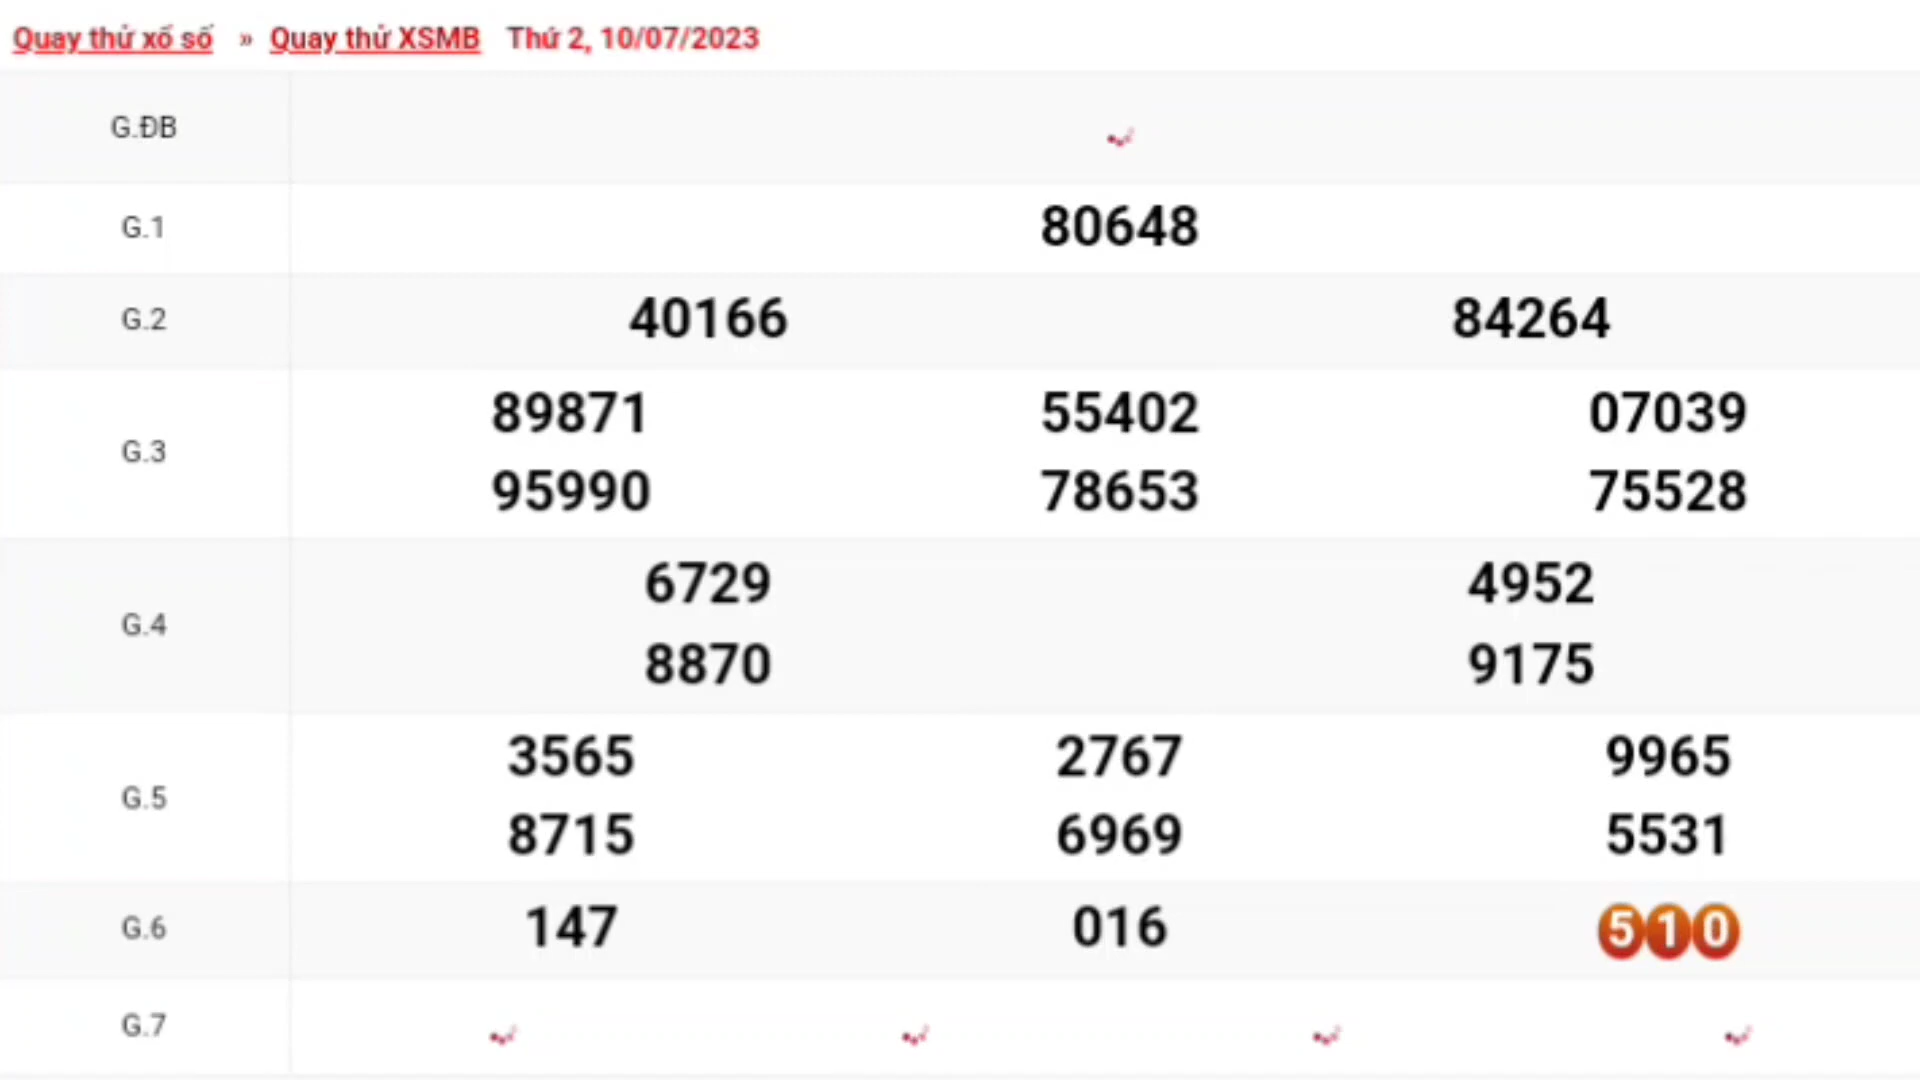 Quay thử xổ số » Quay thử XSMB Thứ 2, 10/07/2023
G.ĐB
G.1 80648
G.2 40166 84264
G.3 89871 55402 07039
95990 78653 75528
G.4 6729 4952
8870 9175
G.5 3565 2767 9965
8715 6969 5531
G.6 147 016 510
G.7